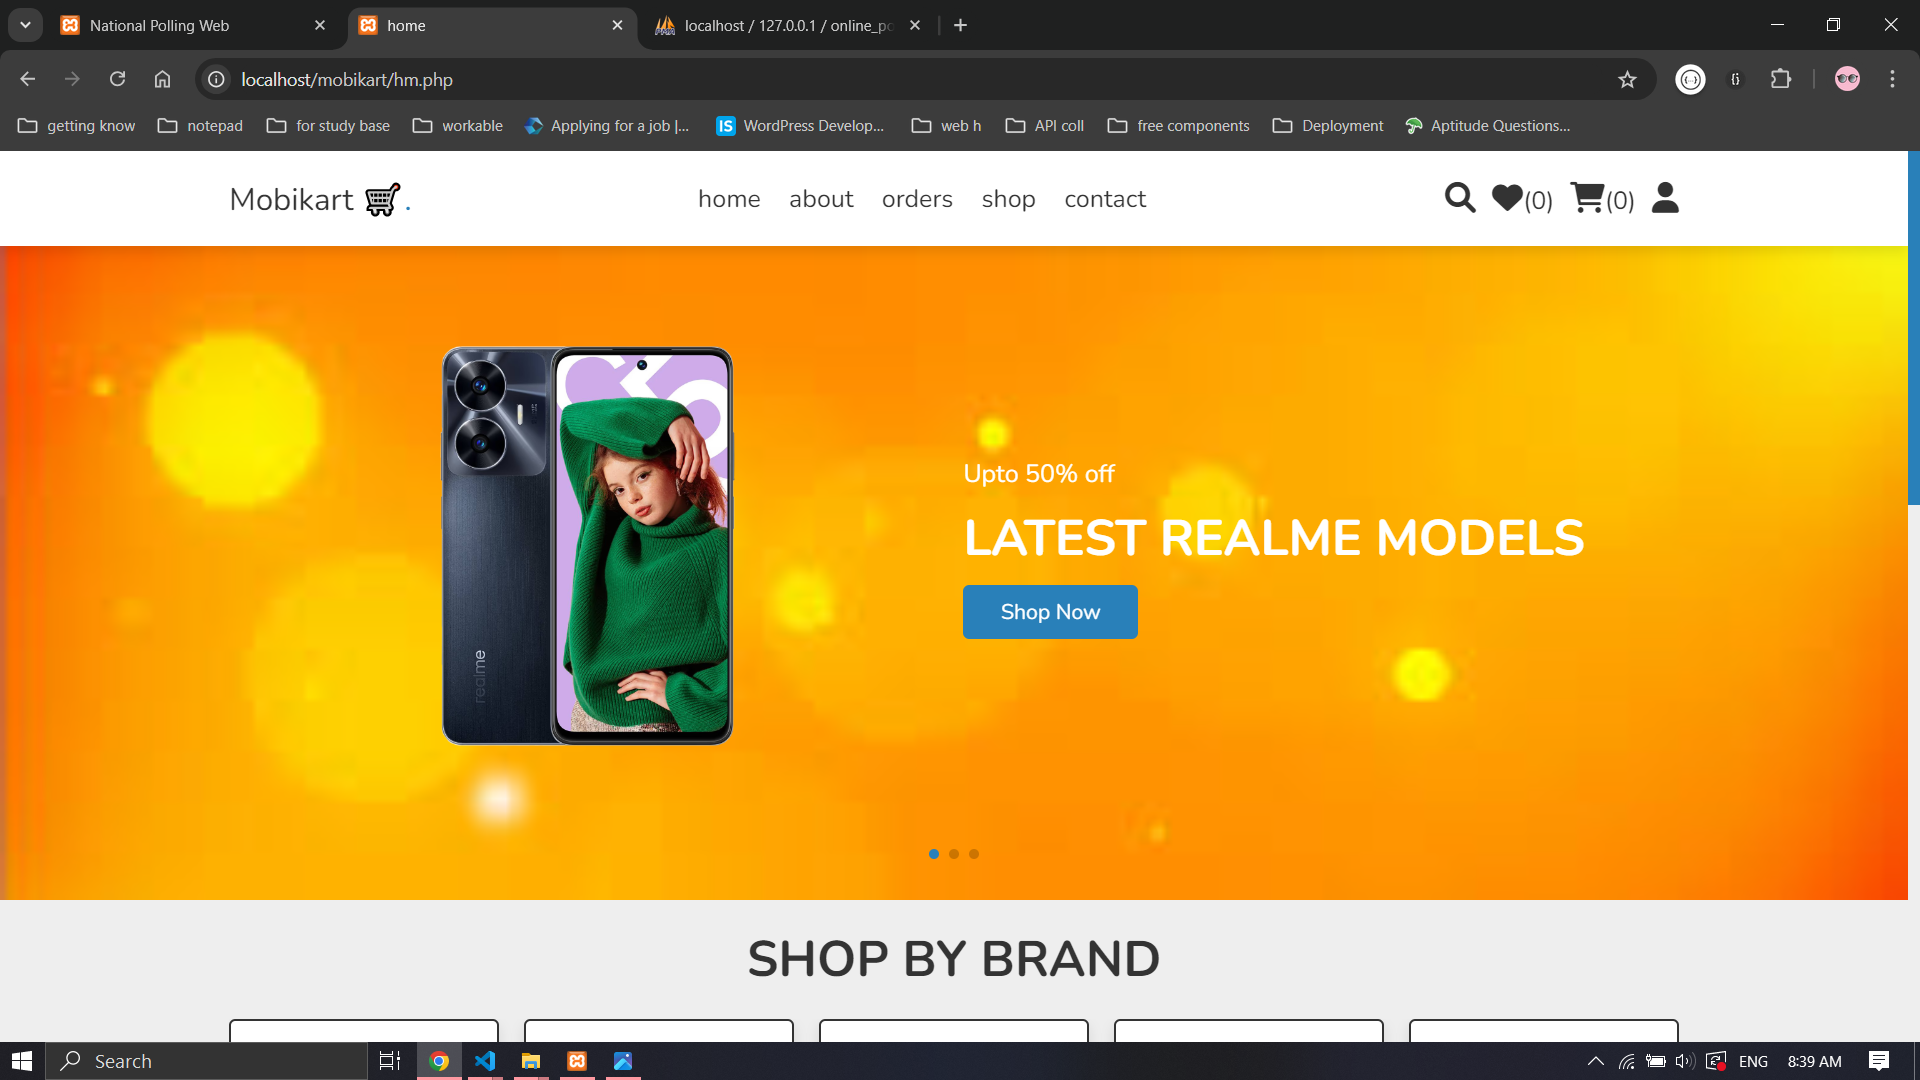 National Polling Web
home
localhost / 127.0.0.1 / online_po
localhost/mobikart/hm.php
getting know
notepad
for study base
workable
Applying for a job |...
IS WordPress Develop...
web h
API coll
free components
Deployment
Aptitude Questions...
Mobikart .
home
about
orders
shop
contact
(0)
(0)
realme
Upto 50% off
LATEST REALME MODELS
Shop Now
SHOP BY BRAND
Search
ENG
8:39 AM